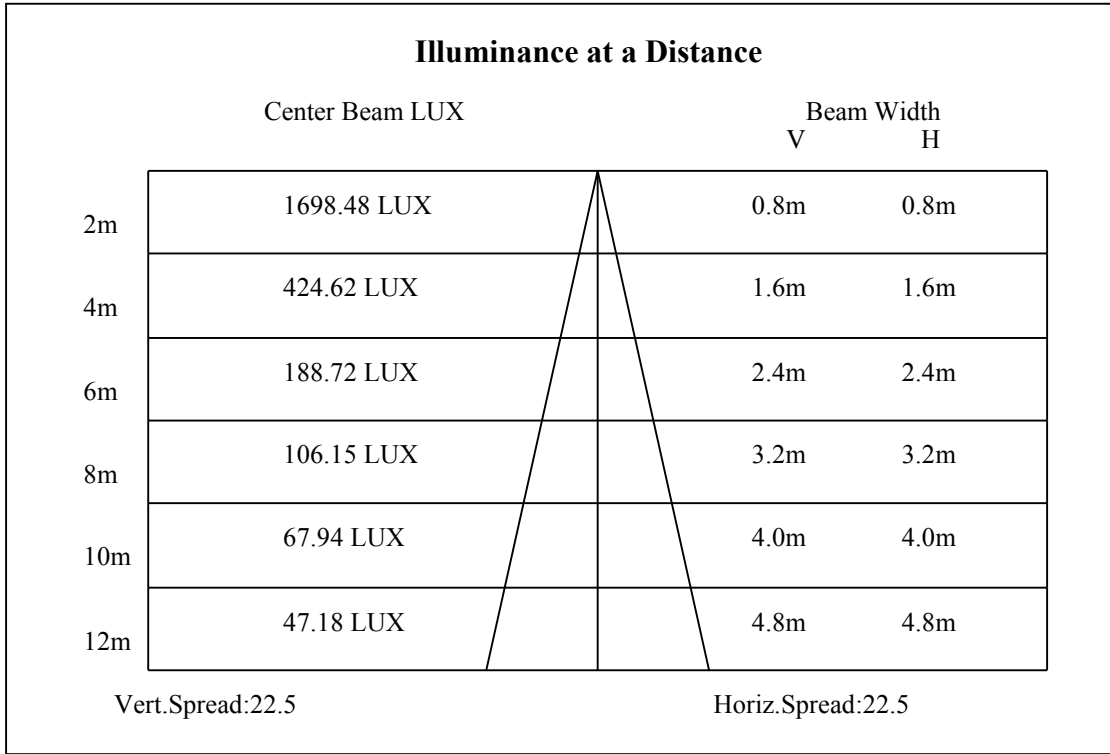 Illuminance at a Distance
Center Beam LUX Beam Width
V H
2m 1698.48 LUX 0.8m 0.8m
4m 424.62 LUX 1.6m 1.6m
6m 188.72 LUX 2.4m 2.4m
8m 106.15 LUX 3.2m 3.2m
10m 67.94 LUX 4.0m 4.0m
12m 47.18 LUX 4.8m 4.8m
Vert.Spread:22.5 Horiz.Spread:22.5